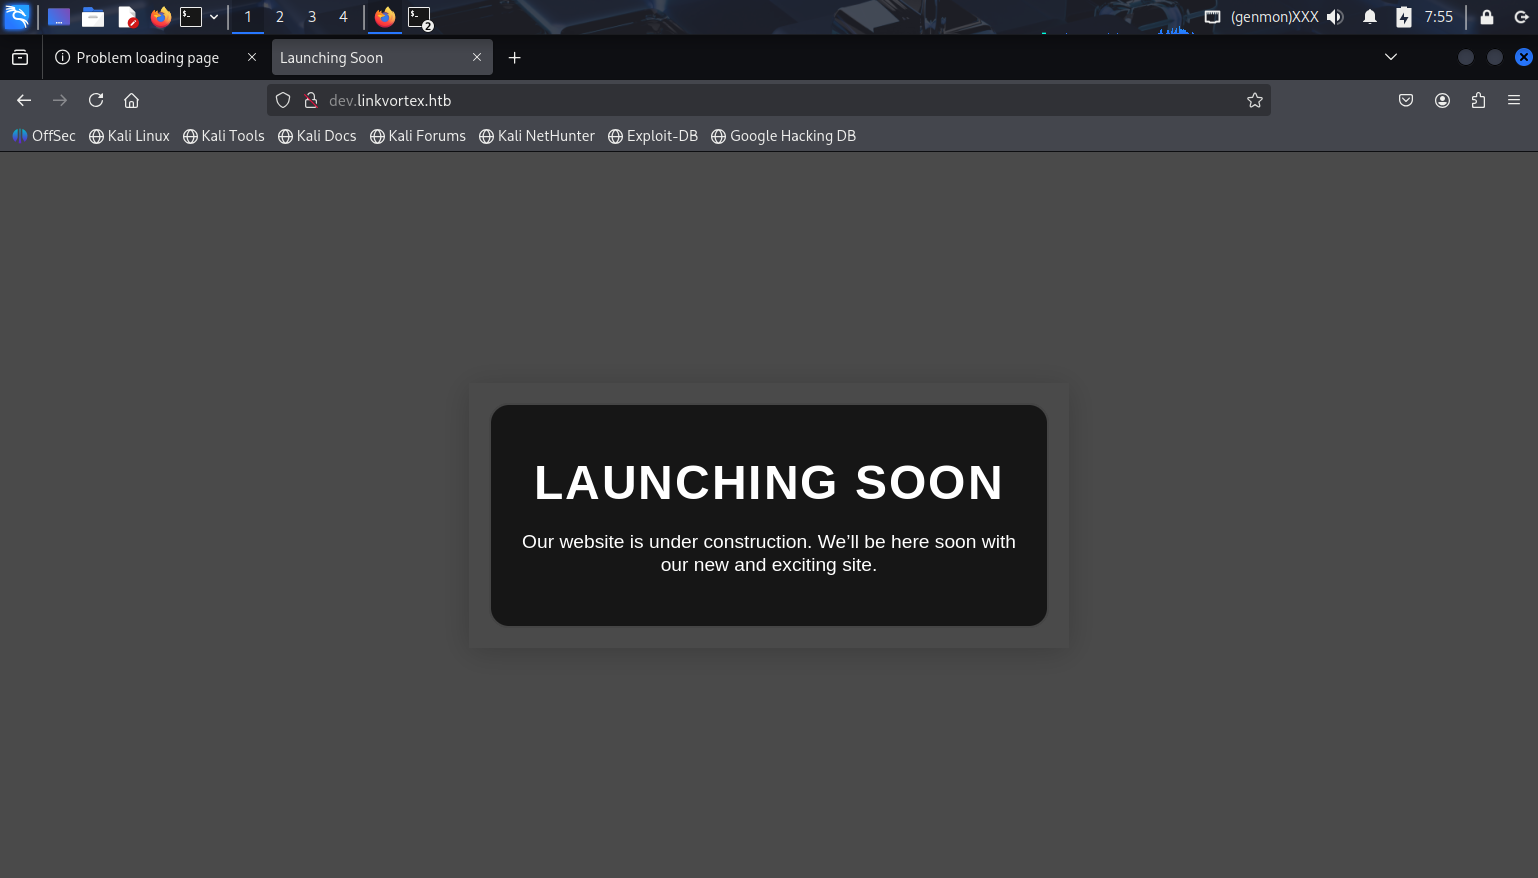 1 2 3 4 2 (genmon)XXX 7:55
Problem loading page Launching Soon
dev.linkvortex.htb
OffSec Kali Linux Kali Tools Kali Docs Kali Forums Kali NetHunter Exploit-DB Google Hacking DB
LAUNCHING SOON
Our website is under construction. We’ll be here soon with
our new and exciting site.